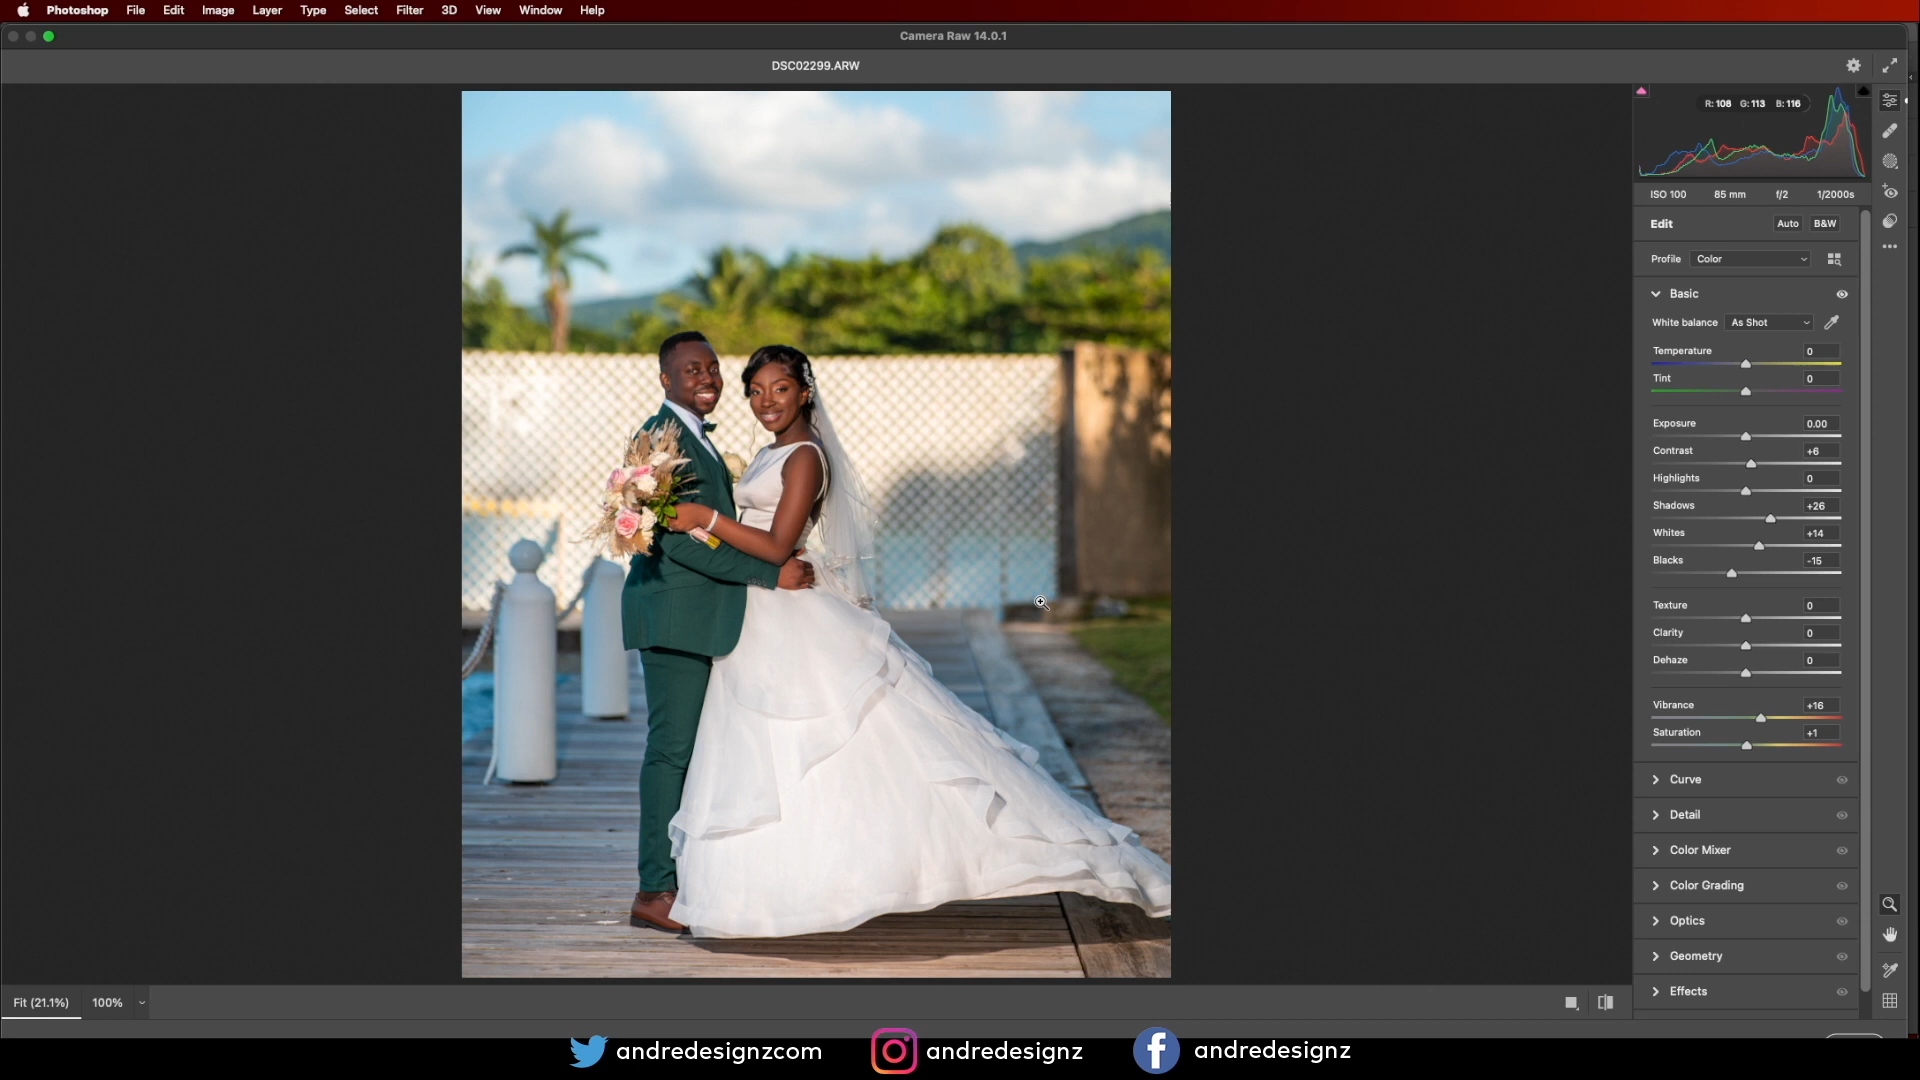 Photoshop File Edit Image Layer Type Select Filter 3D View Window Help
Camera Raw 14.0.1
DSC02299.ARW
R: 108 G: 113 B: 116
ISO 100 85 mm f/2 1/2000s
Edit Auto B&W
Profile Color
Basic
White balance As Shot
Temperature 0
Tint 0
Exposure 0.00
Contrast +6
Highlights 0
Shadows +26
Whites +14
Blacks -15
Texture 0
Clarity 0
Dehaze 0
Vibrance +16
Saturation +1
Curve
Detail
Color Mixer
Color Grading
Optics
Geometry
Effects
Fit (21.1%) 100%
andredesignzcom andredesignz andredesignz